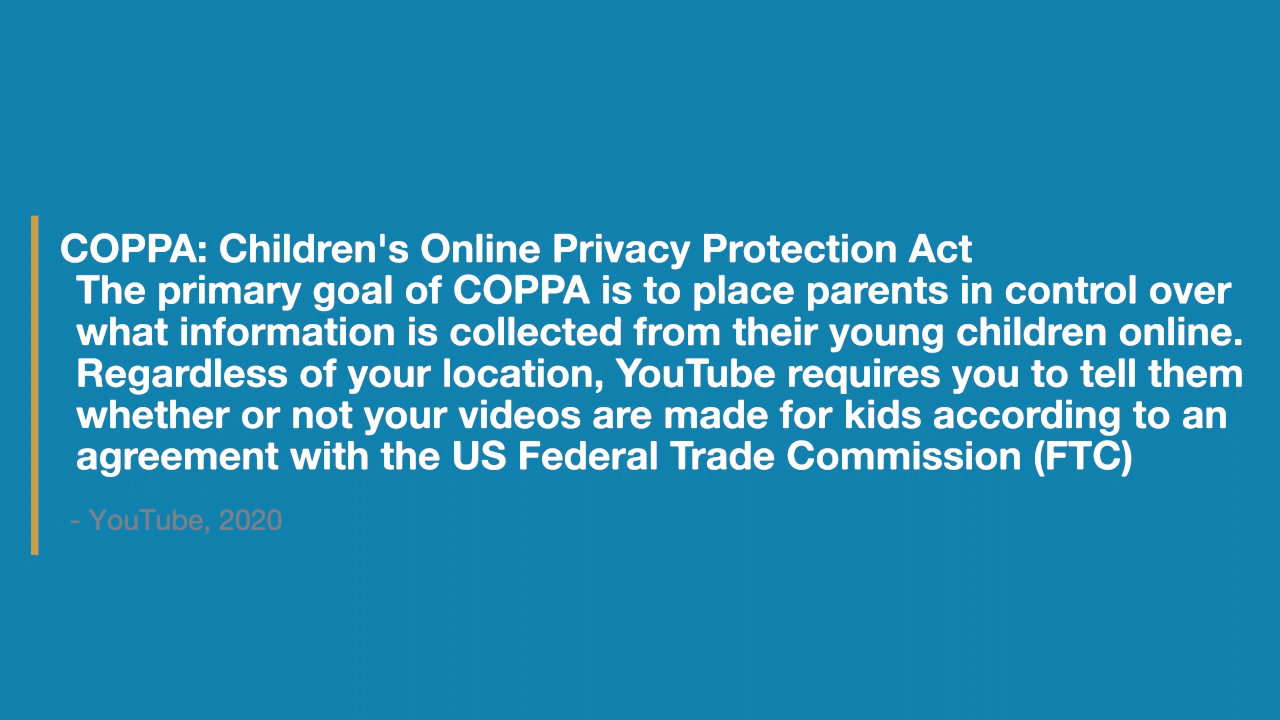 COPPA: Children's Online Privacy Protection Act
The primary goal of COPPA is to place parents in control over
what information is collected from their young children online.
Regardless of your location, YouTube requires you to tell them
whether or not your videos are made for kids according to an
agreement with the US Federal Trade Commission (FTC)
- YouTube, 2020